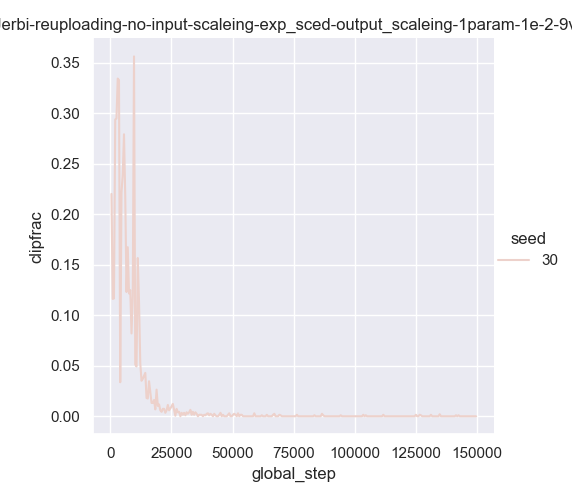 Jerbi-reuploading-no-input-scaleing-exp_sced-output_scaleing-1param-1e-2-9v
0.35
0.30
0.25
0.20
0.15
0.10
0.05
0.00
clipfrac
0 25000 50000 75000 100000 125000 150000
global_step
seed
30